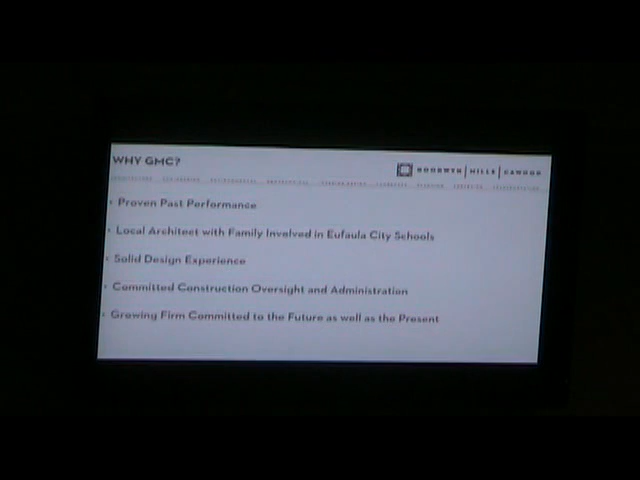 WHY GMC?
GOODWYN | MILLS | CAWOOD
• Proven Past Performance
• Local Architect with Family Involved in Eufaula City Schools
• Solid Design Experience
• Committed Construction Oversight and Administration
• Growing Firm Committed to the Future as well as the Present